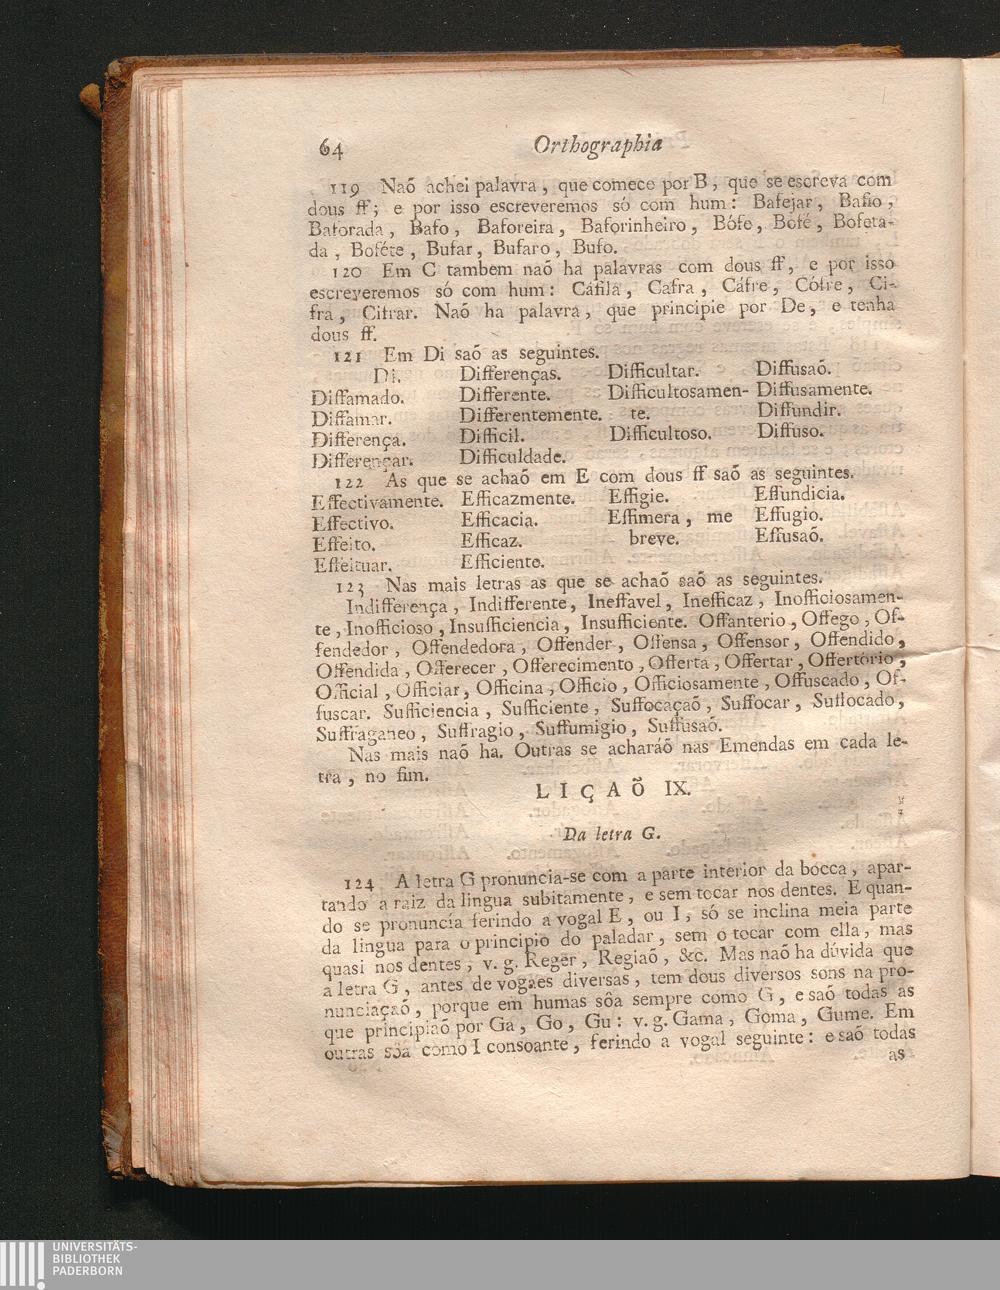 64 Orthographia
119 Naõ achei palavra, que comece por B, que se escreva com
dous ff; e por isso escreveremos só com hum: Bafejar, Bafio,
Baforada, Bafo, Baforeira, Baforinheiro, Bófe, Bofé, Bofeta-
da, Boféte, Bufar, Bufaro, Bufo.
120 Em C tambem naõ ha palavras com dous ff, e por isso
escreveremos só com hum: Cáfila, Cafra, Cáfre, Cófre, Ci-
fra, Cifrar. Naõ ha palavra, que principie por De, e tenha
dous ff.
121 Em Di saõ as seguintes.
Di. Differenças. Difficultar. Diffusaõ.
Diffamado. Differente. Difficultosamen- Diffusamente.
Diffamar. Differentemente. te. Diffundir.
Differença. Difficil. Difficultoso. Diffuso.
Differençar. Difficuldade.
122 As que se achaõ em E com dous ff saõ as seguintes.
Effectivamente. Efficazmente. Effigie. Effundicia.
Effectivo. Efficacia. Effimera, me Effugio.
Effeito. Efficaz. breve. Effusaõ.
Effeituar. Efficiente.
123 Nas mais letras as que se achaõ saõ as seguintes.
Indifferença, Indifferente, Ineffavel, Inefficaz, Inofficiosamen-
te, Inofficioso, Insufficiencia, Insufficiente. Offanterio, Offego, Of-
fendedor, Offendedora, Offender, Offensa, Offensor, Offendido,
Offendida, Offerecer, Offerecimento, Offerta, Offertar, Offertório,
Official, Officiar, Officina, Officio, Officiosamente, Offuscado, Of-
fuscar. Sufficiencia, Sufficiente, Suffocaçaõ, Suffocar, Suffocado,
Suffraganeo, Suffragio, Suffumigio, Suffusaõ.
Nas mais naõ ha. Outras se acharáõ nas Emendas em cada le-
tra, no fim.
LIÇAÕ IX.
Da letra G.
124 A letra G pronuncia-se com a parte interior da bocca, apar-
tando a raiz da lingua subitamente, e sem tocar nos dentes. E quan-
do se pronuncía ferindo a vogal E, ou I, só se inclina meia parte
da lingua para o principio do paladar, sem o tocar com ella, mas
quasi nos dentes, v. g. Reger, Regiaõ, &c. Mas naõ ha dúvida que
a letra G, antes de vogaes diversas, tem dous diversos sons na pro-
nunciaçaõ, porque em humas sôa sempre como G, e saõ todas as
que principiaõ por Ga, Go, Gu: v. g. Gama, Goma, Gume. Em
outras sôa como I consoante, ferindo a vogal seguinte: e saõ todas
as
UNIVERSITÄTS-
BIBLIOTHEK
PADERBORN